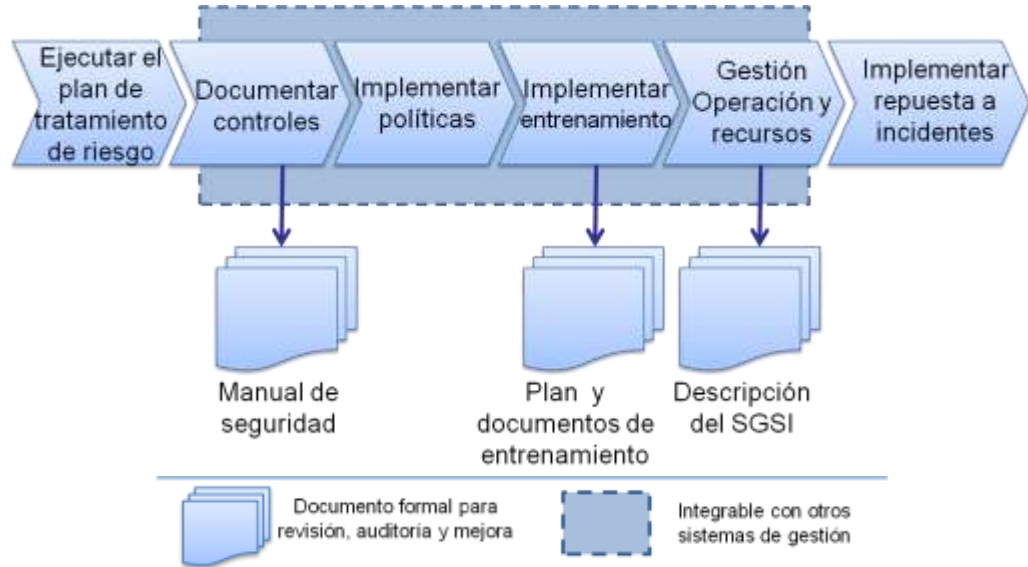 Ejecutar el
plan de
tratamiento
de riesgo
Documentar
controles
Implementar
políticas
Implementar
entrenamiento
Gestión
Operación y
recursos
Implementar
repuesta a
incidentes
Manual de
seguridad
Plan y
documentos de
entrenamiento
Descripción
del SGSI
Documento formal para
revisión, auditoria y mejora
Integrable con otros
sistemas de gestión